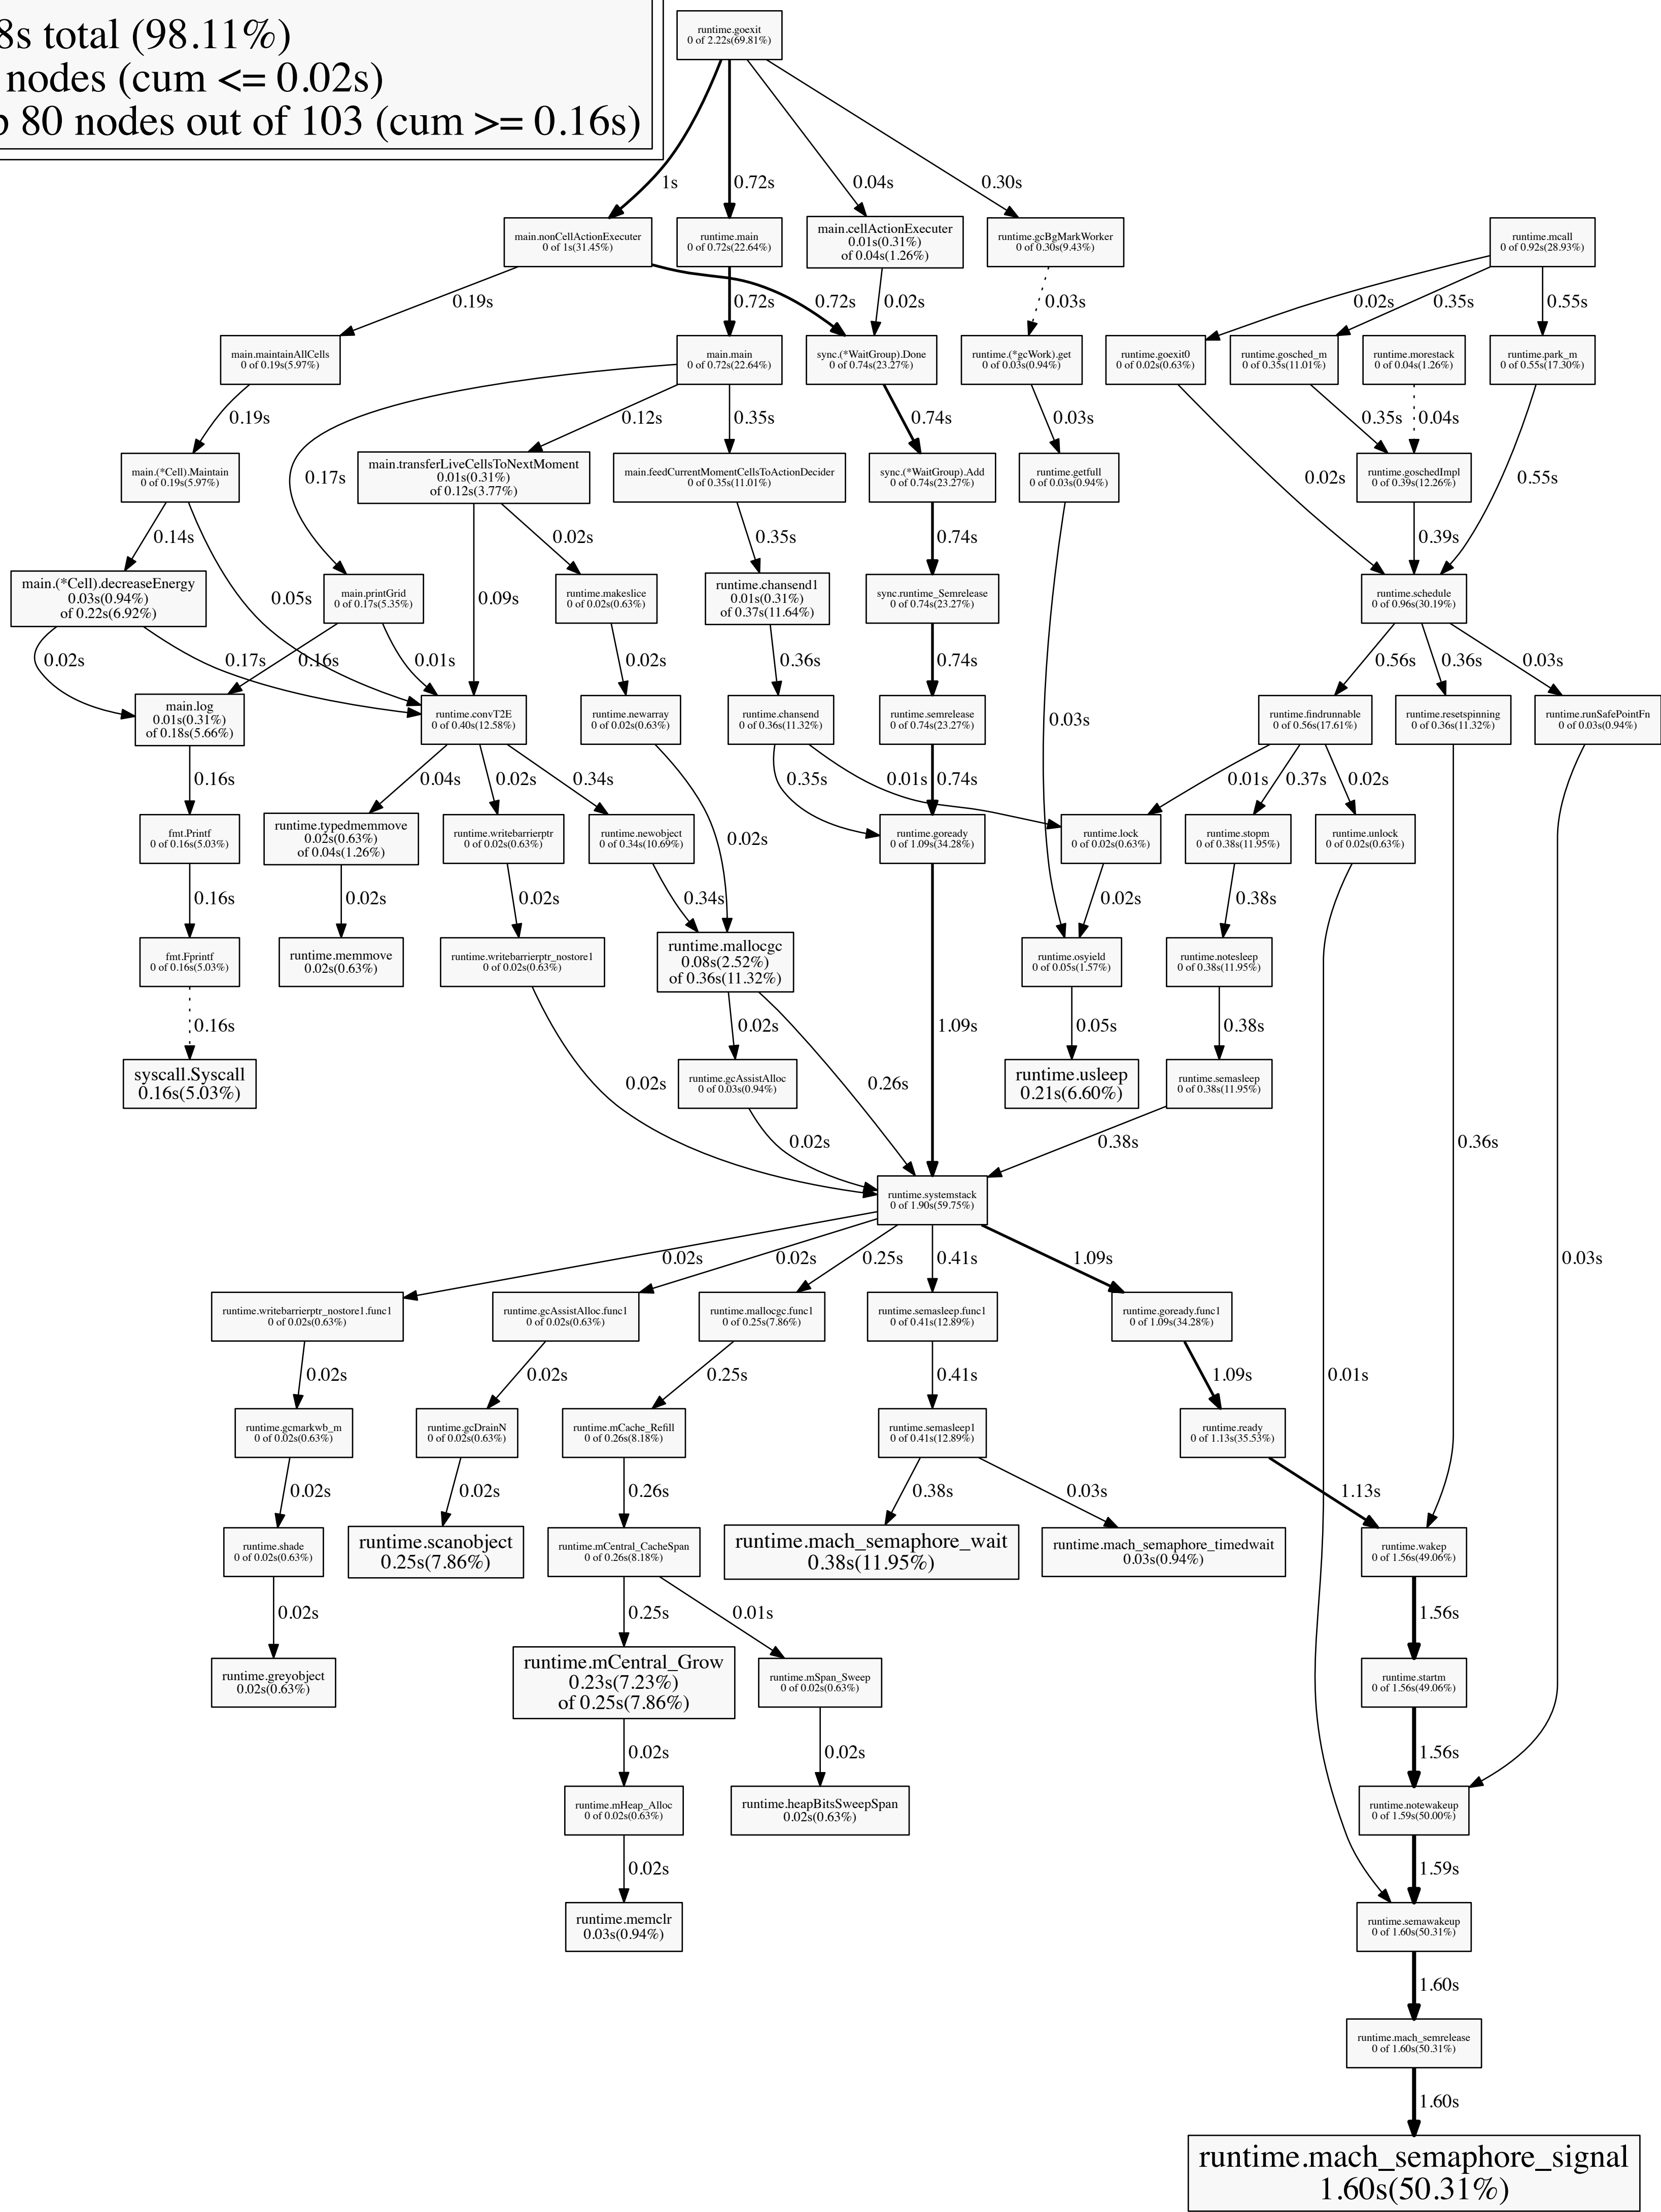 8s total (98.11%)
nodes (cum <= 0.02s)
80 nodes out of 103 (cum >= 0.16s)
runtime.goexit
0 of 2.22s(69.81%)
1s
0.72s
0.04s
0.30s
main.nonCellActionExecuter
0 of 1s(31.45%)
runtime.main
0 of 0.72s(22.64%)
main.cellActionExecuter
0.01s(0.31%)
of 0.04s(1.26%)
runtime.gcBgMarkWorker
0 of 0.30s(9.43%)
runtime.mcall
0 of 0.92s(28.93%)
0.19s
0.72s
0.72s
0.02s
0.03s
0.02s
0.35s
0.55s
main.maintainAllCells
0 of 0.19s(5.97%)
main.main
0 of 0.72s(22.64%)
sync.(*WaitGroup).Done
0 of 0.74s(23.27%)
runtime.(*gcWork).get
0 of 0.03s(0.94%)
runtime.goexit0
0 of 0.02s(0.63%)
runtime.gosched_m
0 of 0.35s(11.01%)
runtime.morestack
0 of 0.04s(1.26%)
runtime.park_m
0 of 0.55s(17.30%)
0.19s
0.12s
0.35s
0.74s
0.03s
0.35s
0.04s
main.(*Cell).Maintain
0 of 0.19s(5.97%)
0.17s
main.transferLiveCellsToNextMoment
0.01s(0.31%)
of 0.12s(3.77%)
main.feedCurrentMomentCellsToActionDecider
0 of 0.35s(11.01%)
sync.(*WaitGroup).Add
0 of 0.74s(23.27%)
runtime.getfull
0 of 0.03s(0.94%)
0.02s
runtime.goschedImpl
0 of 0.39s(12.26%)
0.55s
0.14s
0.02s
0.35s
0.74s
0.39s
main.(*Cell).decreaseEnergy
0.03s(0.94%)
of 0.22s(6.92%)
0.05s
main.printGrid
0 of 0.17s(5.35%)
0.09s
runtime.makeslice
0 of 0.02s(0.63%)
runtime.chansend1
0.01s(0.31%)
of 0.37s(11.64%)
sync.runtime_Semrelease
0 of 0.74s(23.27%)
runtime.schedule
0 of 0.96s(30.19%)
0.02s
0.17s
0.16s
0.01s
0.02s
0.36s
0.74s
0.56s
0.36s
0.03s
main.log
0.01s(0.31%)
of 0.18s(5.66%)
runtime.convT2E
0 of 0.40s(12.58%)
runtime.newarray
0 of 0.02s(0.63%)
runtime.chansend
0 of 0.36s(11.32%)
runtime.semrelease
0 of 0.74s(23.27%)
0.03s
runtime.findrunnable
0 of 0.56s(17.61%)
runtime.resetspinning
0 of 0.36s(11.32%)
runtime.runSafePointFn
0 of 0.03s(0.94%)
0.16s
0.04s
0.02s
0.34s
0.35s
0.01s
0.74s
0.01s
0.37s
0.02s
fmt.Printf
0 of 0.16s(5.03%)
runtime.typedmemmove
0.02s(0.63%)
of 0.04s(1.26%)
runtime.writebarrierptr
0 of 0.02s(0.63%)
runtime.newobject
0 of 0.34s(10.69%)
0.02s
runtime.goready
0 of 1.09s(34.28%)
runtime.lock
0 of 0.02s(0.63%)
runtime.stopm
0 of 0.38s(11.95%)
runtime.unlock
0 of 0.02s(0.63%)
0.16s
0.02s
0.02s
0.34s
0.02s
0.38s
fmt.Fprintf
0 of 0.16s(5.03%)
runtime.memmove
0.02s(0.63%)
runtime.writebarrierptr_nostore1
0 of 0.02s(0.63%)
runtime.mallocgc
0.08s(2.52%)
of 0.36s(11.32%)
runtime.osyield
0 of 0.05s(1.57%)
runtime.notesleep
0 of 0.38s(11.95%)
0.16s
0.02s
1.09s
0.05s
0.38s
syscall.Syscall
0.16s(5.03%)
0.02s
runtime.gcAssistAlloc
0 of 0.03s(0.94%)
0.26s
runtime.usleep
0.21s(6.60%)
runtime.semasleep
0 of 0.38s(11.95%)
0.02s
0.38s
0.36s
runtime.systemstack
0 of 1.90s(59.75%)
0.02s
0.02s
0.25s
0.41s
1.09s
0.03s
runtime.writebarrierptr_nostore1.func1
0 of 0.02s(0.63%)
runtime.gcAssistAlloc.func1
0 of 0.02s(0.63%)
runtime.mallocgc.func1
0 of 0.25s(7.86%)
runtime.semasleep.func1
0 of 0.41s(12.89%)
runtime.goready.func1
0 of 1.09s(34.28%)
0.02s
0.02s
0.25s
0.41s
1.09s
0.01s
runtime.gcmarkwb_m
0 of 0.02s(0.63%)
runtime.gcDrainN
0 of 0.02s(0.63%)
runtime.mCache_Refill
0 of 0.26s(8.18%)
runtime.semasleep1
0 of 0.41s(12.89%)
runtime.ready
0 of 1.13s(35.53%)
0.02s
0.02s
0.26s
0.38s
0.03s
1.13s
runtime.shade
0 of 0.02s(0.63%)
runtime.scanobject
0.25s(7.86%)
runtime.mCentral_CacheSpan
0 of 0.26s(8.18%)
runtime.mach_semaphore_wait
0.38s(11.95%)
runtime.mach_semaphore_timedwait
0.03s(0.94%)
runtime.wakep
0 of 1.56s(49.06%)
0.02s
0.25s
0.01s
1.56s
runtime.greyobject
0.02s(0.63%)
runtime.mCentral_Grow
0.23s(7.23%)
of 0.25s(7.86%)
runtime.mSpan_Sweep
0 of 0.02s(0.63%)
runtime.startm
0 of 1.56s(49.06%)
0.02s
0.02s
1.56s
runtime.mHeap_Alloc
0 of 0.02s(0.63%)
runtime.heapBitsSweepSpan
0.02s(0.63%)
runtime.notewakeup
0 of 1.59s(50.00%)
0.02s
1.59s
runtime.memclr
0.03s(0.94%)
runtime.semawakeup
0 of 1.60s(50.31%)
1.60s
runtime.mach_semrelease
0 of 1.60s(50.31%)
1.60s
runtime.mach_semaphore_signal
1.60s(50.31%)